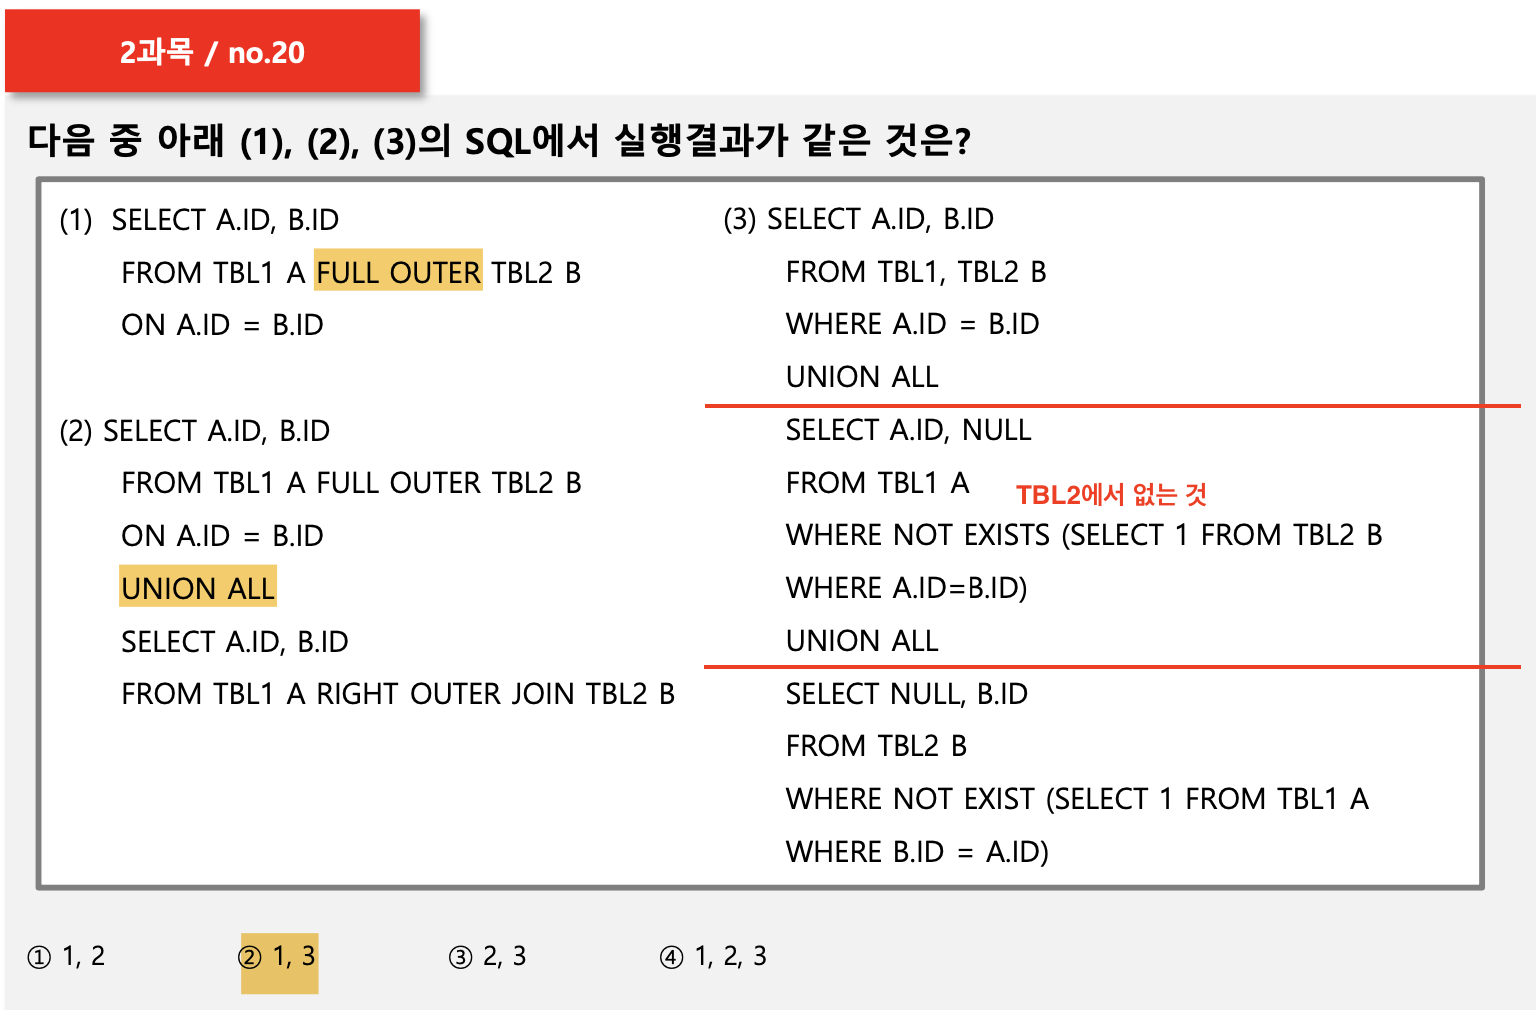 2과목 / no.20
다음 중 아래 (1), (2), (3)의 SQL에서 실행결과가 같은 것은?
(1) SELECT A.ID, B.ID
FROM TBL1 A FULL OUTER TBL2 B
ON A.ID = B.ID
(2) SELECT A.ID, B.ID
FROM TBL1 A FULL OUTER TBL2 B
ON A.ID = B.ID
UNION ALL
SELECT A.ID, B.ID
FROM TBL1 A RIGHT OUTER JOIN TBL2 B
(3) SELECT A.ID, B.ID
FROM TBL1, TBL2 B
WHERE A.ID = B.ID
UNION ALL
SELECT A.ID, NULL
FROM TBL1 A
TBL2에서 없는 것
WHERE NOT EXISTS (SELECT 1 FROM TBL2 B
WHERE A.ID=B.ID)
UNION ALL
SELECT NULL, B.ID
FROM TBL2 B
WHERE NOT EXIST (SELECT 1 FROM TBL1 A
WHERE B.ID = A.ID)
① 1, 2 ② 1, 3 ③ 2, 3 ④ 1, 2, 3